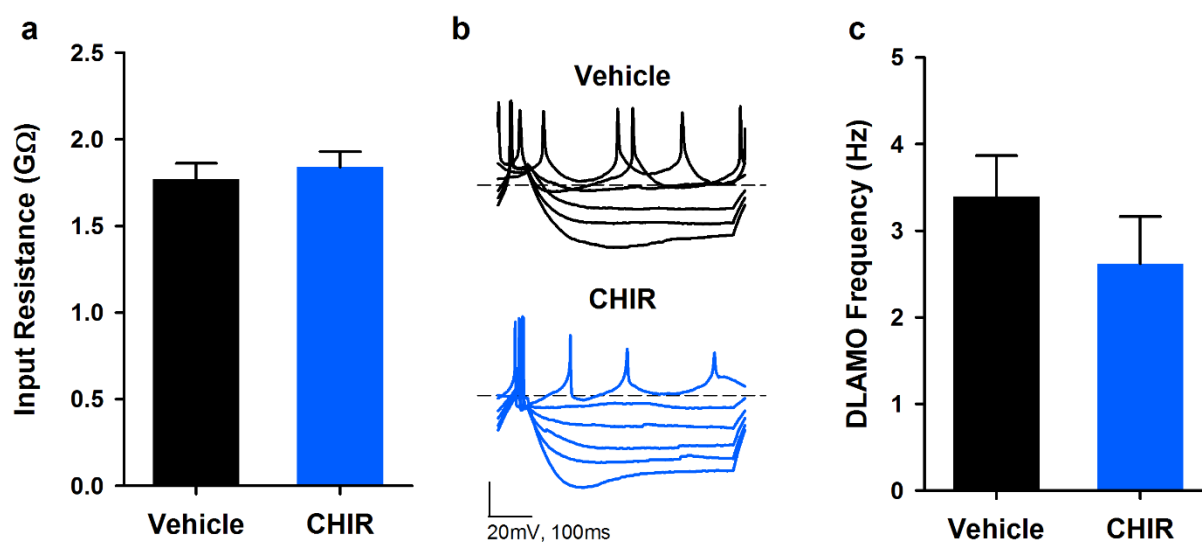 a
Input Resistance (GΩ)
2.5
2.0
1.5
1.0
0.5
0.0
Vehicle
CHIR
b
Vehicle
CHIR
20mV, 100ms
c
DLAMO Frequency (Hz)
5
4
3
2
1
0
Vehicle
CHIR